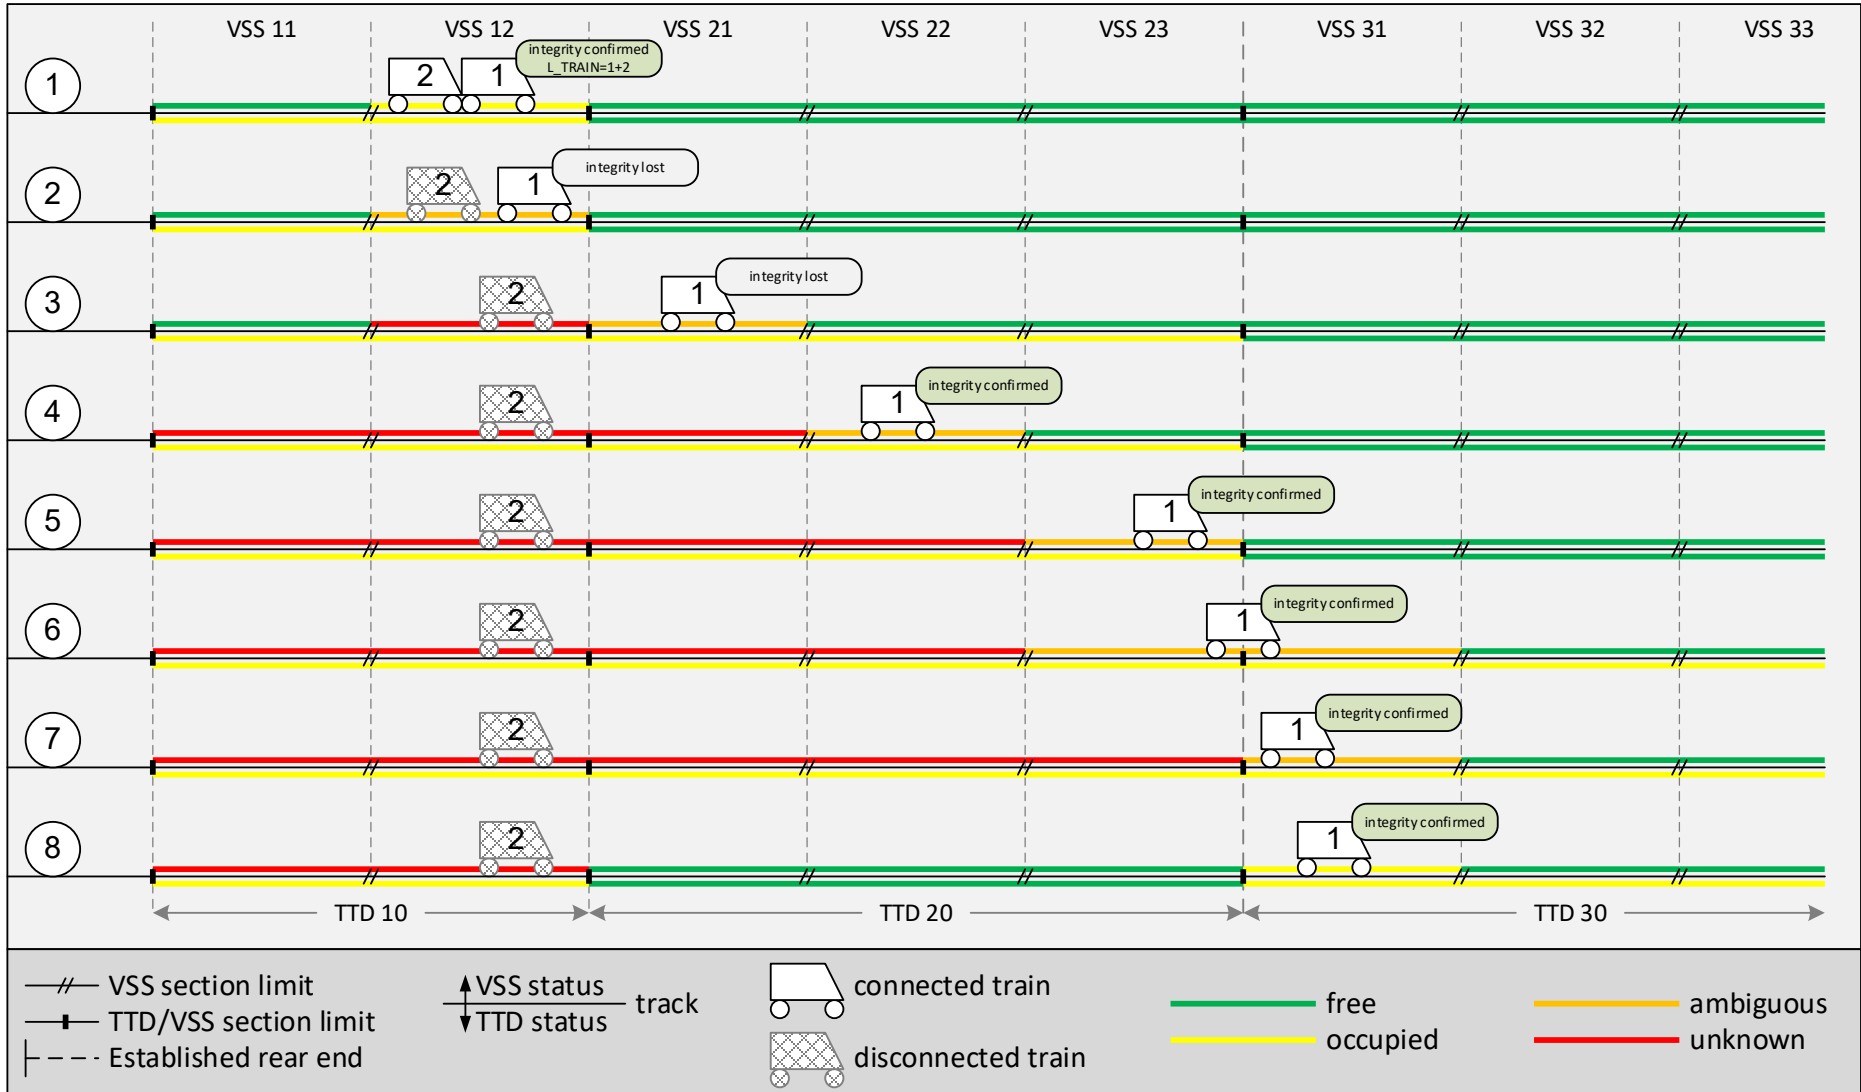 VSS 11 VSS 12 VSS 21 VSS 22 VSS 23 VSS 31 VSS 32 VSS 33
1
2 1
integrity confirmed
L_TRAIN=1+2
2
2 1
integrity lost
3
2 1
integrity lost
4
2 1
integrity confirmed
5
2 1
integrity confirmed
6
2 1
integrity confirmed
7
2 1
integrity confirmed
8
2 1
integrity confirmed
TTD 10 TTD 20 TTD 30
VSS section limit
TTD/VSS section limit
Established rear end
VSS status
TTD status
track
connected train
disconnected train
free
occupied
ambiguous
unknown